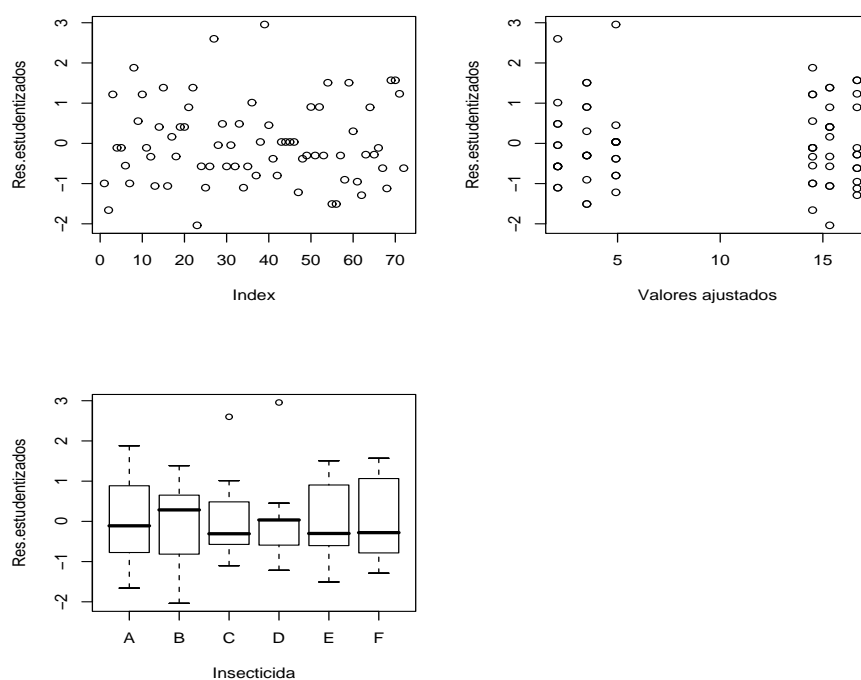 3
2
1
0
-1
-2
Res.estudentizados
0 10 20 30 40 50 60 70
Index
3
2
1
0
-1
-2
Res.estudentizados
5 10 15
Valores ajustados
3
2
1
0
-1
-2
Res.estudentizados
A B C D E F
Insecticida